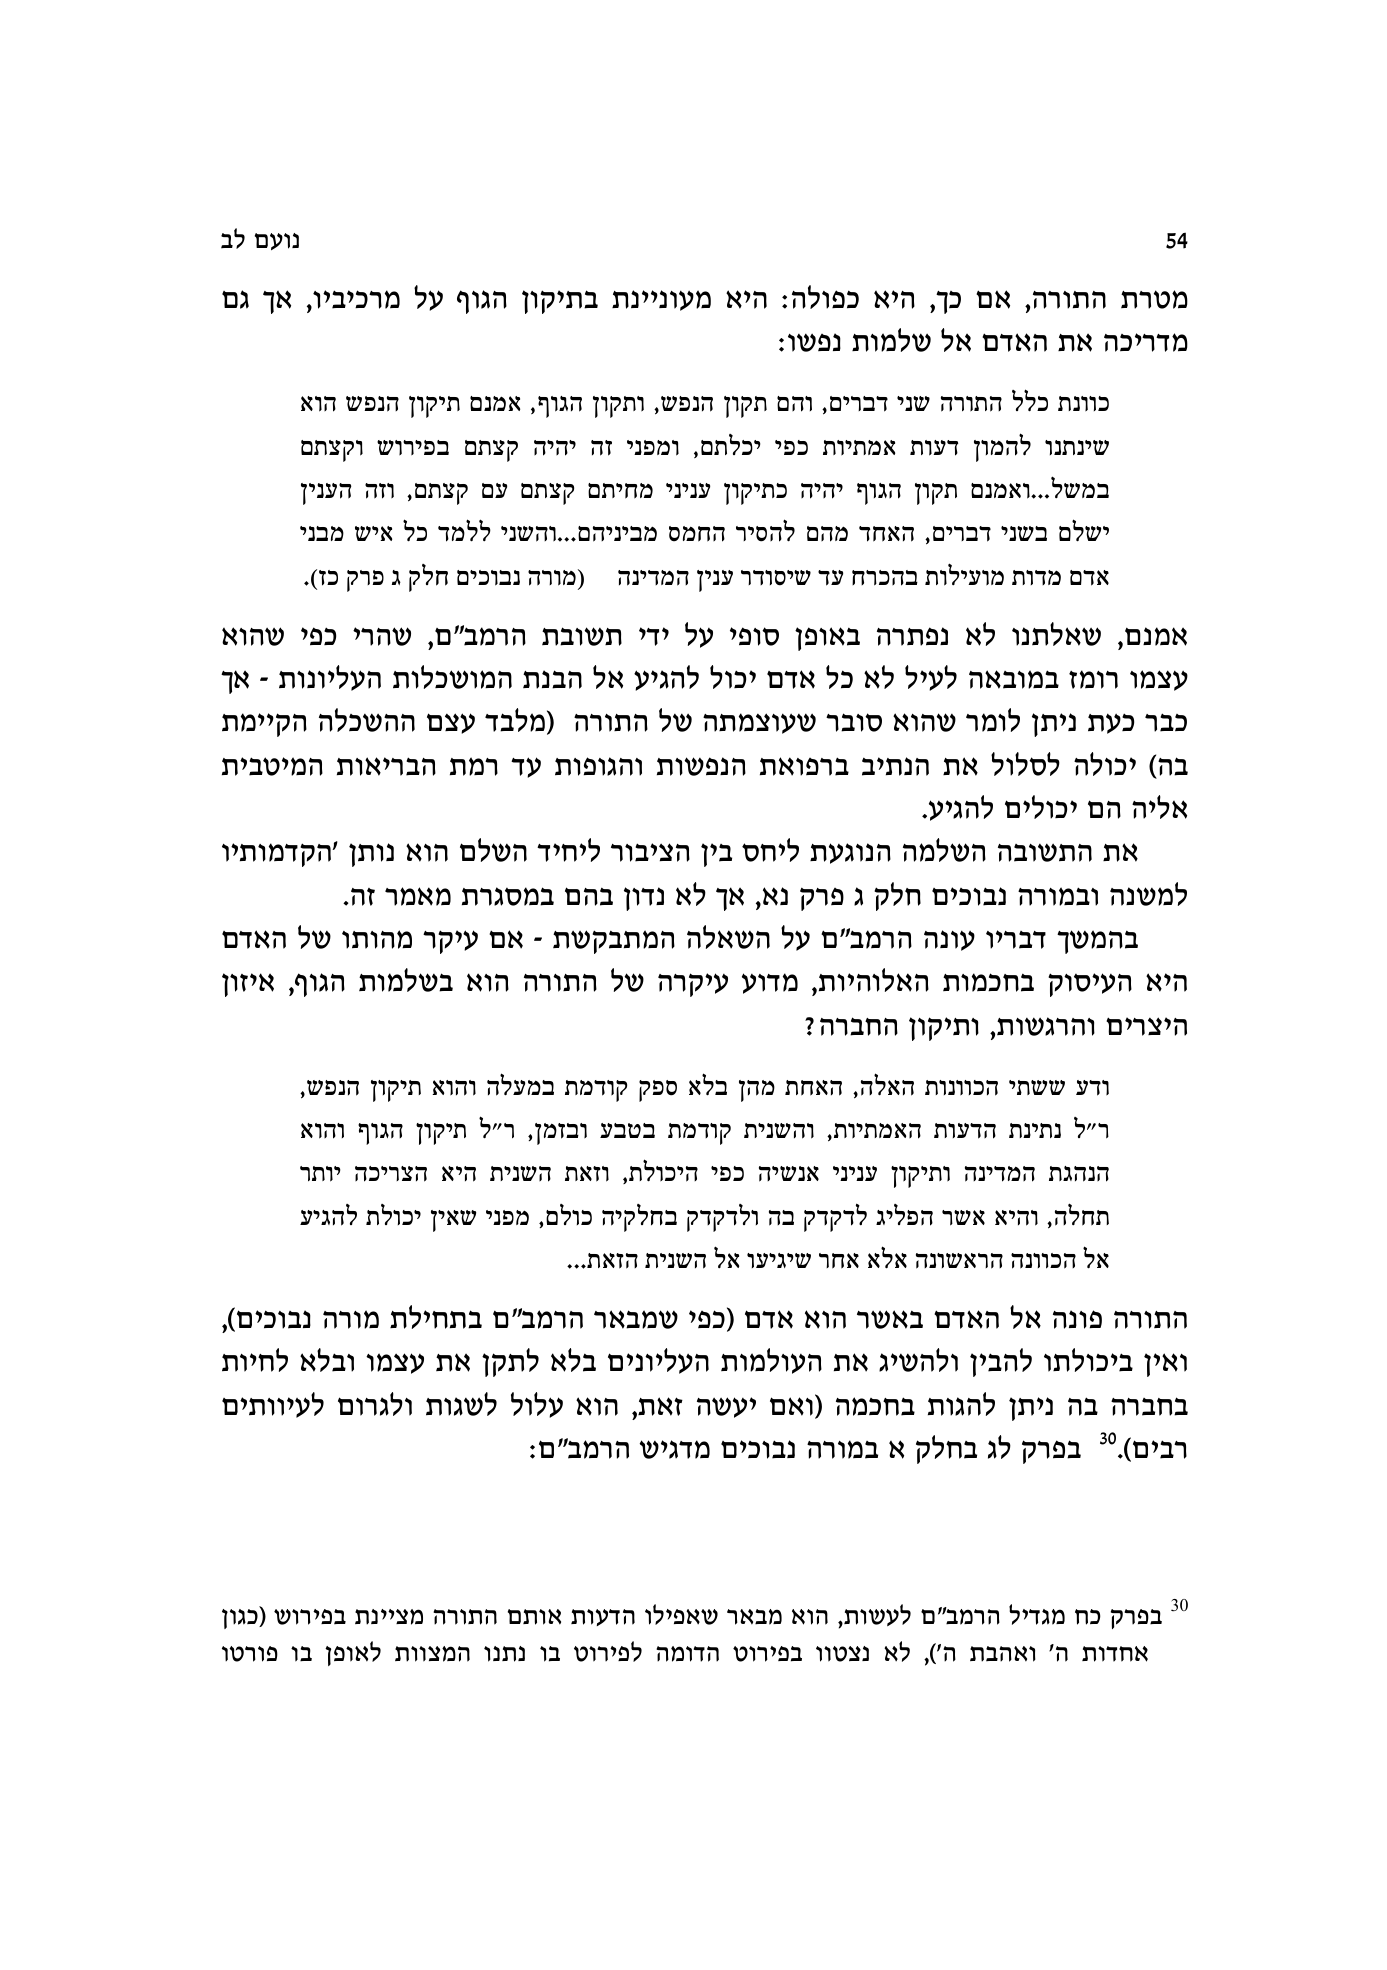 54 נועם לב
מטרת התורה, אם כך, היא כפולה: היא מעוניינת בתיקון הגוף על מרכיביו, אך גם
מדריכה את האדם אל שלמות נפשו:
כוונת כלל התורה שני דברים, והם תקון הנפש, ותקון הגוף, אמנם תיקון הנפש הוא
שינתנו להמון דעות אמתיות כפי יכלתם, ומפני זה יהיה קצתם בפירוש וקצתם
במשל...ואמנם תקון הגוף יהיה כתיקון עניני מחיתם קצתם עם קצתם, וזה הענין
ישלם בשני דברים, האחד מהם להסיר החמס מביניהם...והשני ללמד כל איש מבני
אדם מדות מועילות בהכרח עד שיסודר ענין המדינה (מורה נבוכים חלק ג פרק כז).
אמנם, שאלתנו לא נפתרה באופן סופי על ידי תשובת הרמב"ם, שהרי כפי שהוא
עצמו רומז במובאה לעיל לא כל אדם יכול להגיע אל הבנת המושכלות העליונות - אך
כבר כעת ניתן לומר שהוא סובר שעוצמתה של התורה (מלבד עצם ההשכלה הקיימת
בה) יכולה לסלול את הנתיב ברפואת הנפשות והגופות עד רמת הבריאות המיטבית
אליה הם יכולים להגיע.
את התשובה השלמה הנוגעת ליחס בין הציבור ליחיד השלם הוא נותן 'הקדמותיו
למשנה ובמורה נבוכים חלק ג פרק נא, אך לא נדון בהם במסגרת מאמר זה.
בהמשך דבריו עונה הרמב"ם על השאלה המתבקשת - אם עיקר מהותו של האדם
היא העיסוק בחכמות האלוהיות, מדוע עיקרה של התורה הוא בשלמות הגוף, איזון
היצרים והרגשות, ותיקון החברה?
ודע ששתי הכוונות האלה, האחת מהן בלא ספק קודמת במעלה והוא תיקון הנפש,
ר"ל נתינת הדעות האמתיות, והשנית קודמת בטבע ובזמן, ר"ל תיקון הגוף והוא
הנהגת המדינה ותיקון עניני אנשיה כפי היכולת, וזאת השנית היא הצריכה יותר
תחלה, והיא אשר הפליג לדקדק בה ולדקדק בחלקיה כולם, מפני שאין יכולת להגיע
אל הכוונה הראשונה אלא אחר שיגיעו אל השנית הזאת...
התורה פונה אל האדם באשר הוא אדם (כפי שמבאר הרמב"ם בתחילת מורה נבוכים),
ואין ביכולתו להבין ולהשיג את העולמות העליונים בלא לתקן את עצמו ובלא לחיות
בחברה בה ניתן להגות בחכמה (ואם יעשה זאת, הוא עלול לשגות ולגרום לעיוותים
רבים).30 בפרק לג בחלק א במורה נבוכים מדגיש הרמב"ם:
30 בפרק כח מגדיל הרמב"ם לעשות, הוא מבאר שאפילו הדעות אותם התורה מציינת בפירוש (כגון
אחדות ה' ואהבת ה'), לא נצטוו בפירוט הדומה לפירוט בו נתנו המצוות לאופן בו פורטו